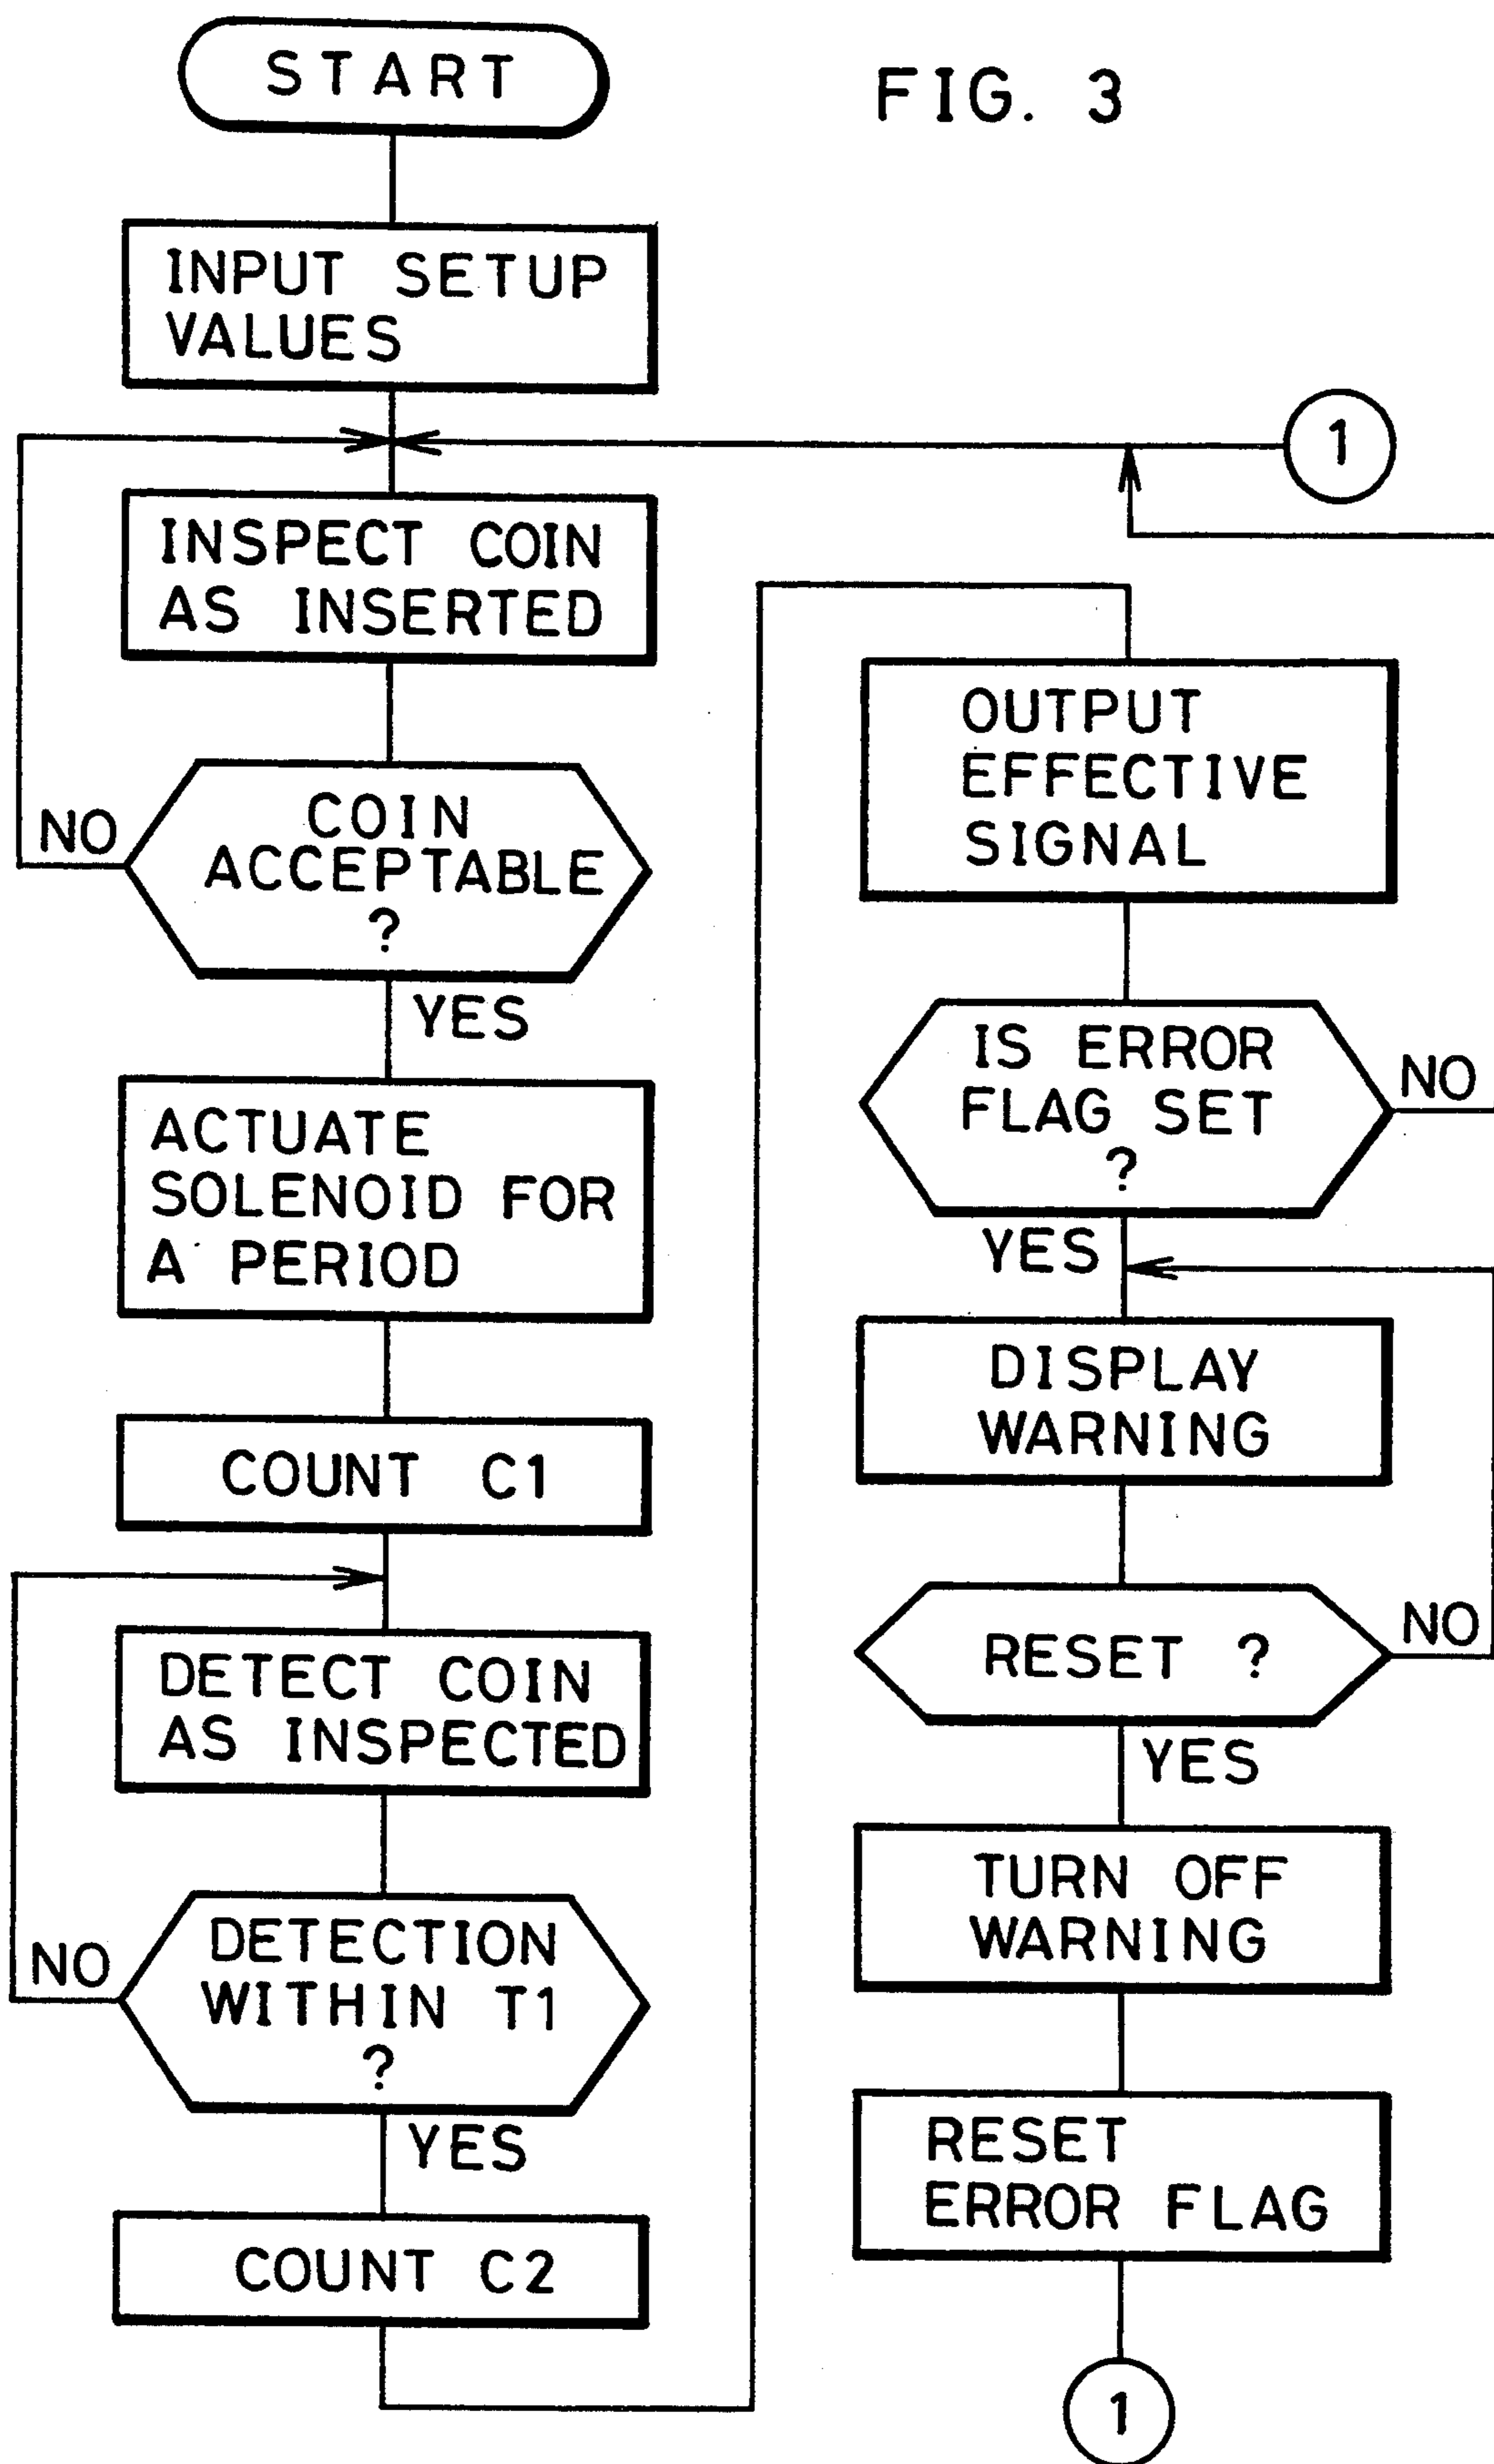 START
FIG. 3
INPUT SETUP
VALUES
1
INSPECT COIN
AS INSERTED
COIN
ACCEPTABLE
?
NO
YES
ACTUATE
SOLENOID FOR
A PERIOD
COUNT C1
DETECT COIN
AS INSPECTED
DETECTION
WITHIN T1
?
NO
YES
COUNT C2
OUTPUT
EFFECTIVE
SIGNAL
IS ERROR
FLAG SET
?
NO
YES
DISPLAY
WARNING
RESET ?
NO
YES
TURN OFF
WARNING
RESET
ERROR FLAG
1